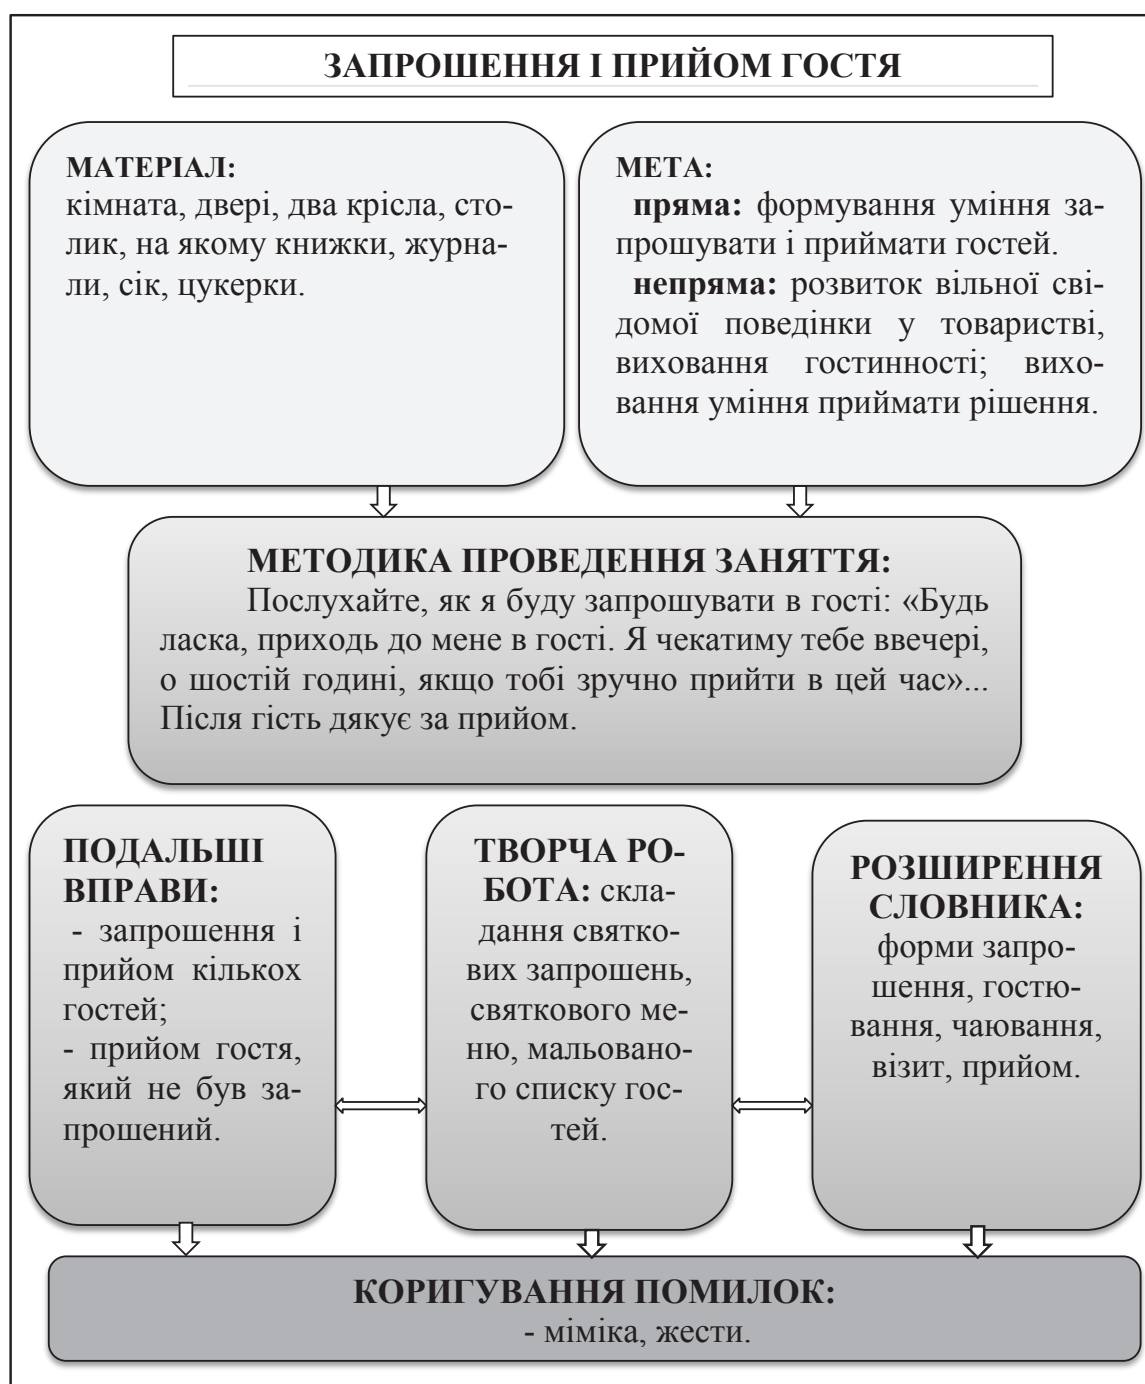 ЗАПРОШЕННЯ І ПРИЙОМ ГОСТЯ
МАТЕРІАЛ:
кімната, двері, два крісла, сто-
лик, на якому книжки, журна-
ли, сік, цукерки.
МЕТА:
пряма: формування уміння за-
прошувати і приймати гостей.
непряма: розвиток вільної сві-
домої поведінки у товаристві,
виховання гостинності; вихо-
вання уміння приймати рішення.
МЕТОДИКА ПРОВЕДЕННЯ ЗАНЯТТЯ:
Послухайте, як я буду запрошувати в гості: «Будь
ласка, приходь до мене в гості. Я чекатиму тебе ввечері,
о шостій годині, якщо тобі зручно прийти в цей час»...
Після гість дякує за прийом.
ПОДАЛЬШІ
ВПРАВИ:
- запрошення і
прийом кількох
гостей;
- прийом гостя,
який не був за-
прошений.
ТВОРЧА РО-
БОТА: скла-
дання святко-
вих запрошень,
святкового ме-
ню, мальовано-
го списку гос-
тей.
РОЗШИРЕННЯ
СЛОВНИКА:
форми запро-
шення, гостю-
вання, чаювання,
візит, прийом.
КОРИГУВАННЯ ПОМИЛОК:
- міміка, жести.